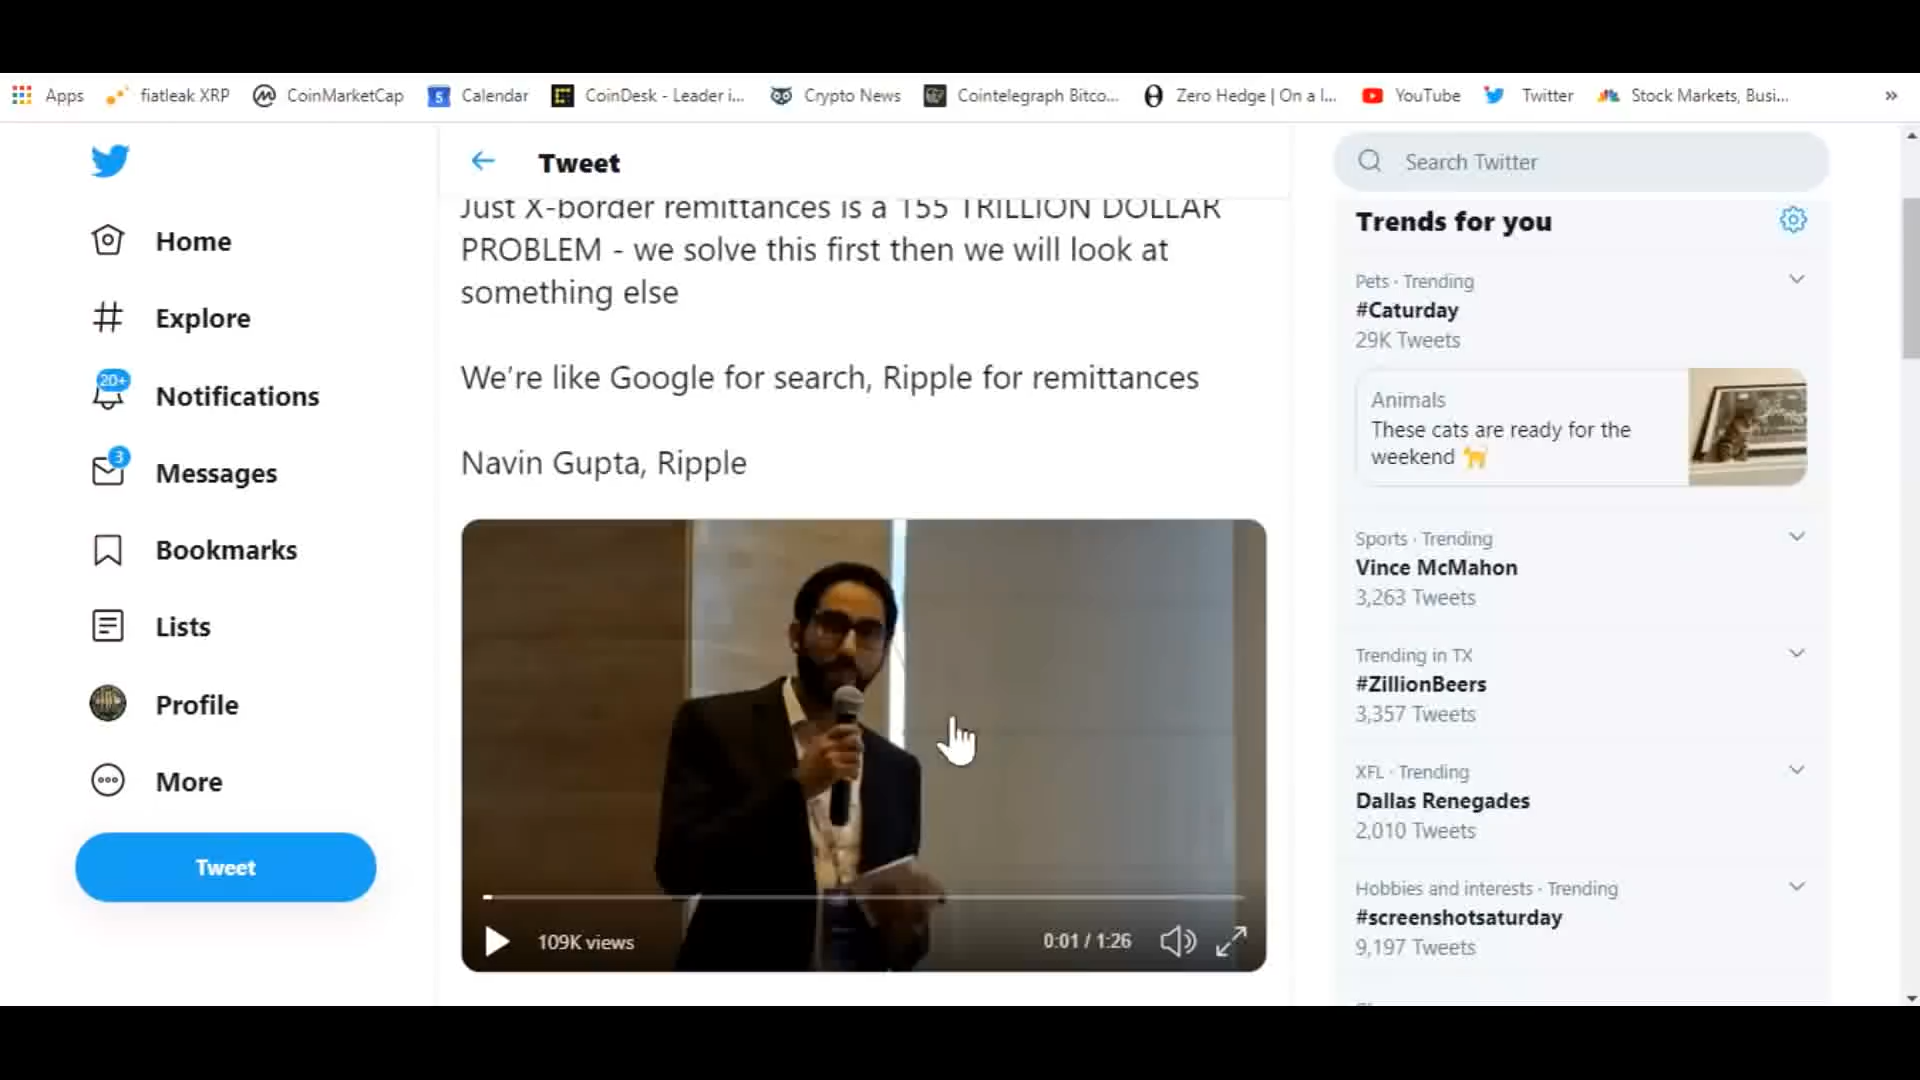 Apps
fiatleak XRP
CoinMarketCap
5
Calendar
CoinDesk - Leader i...
Crypto News
Cointelegraph Bitco...
Zero Hedge | On a l...
YouTube
Twitter
Stock Markets, Busi...
»
Home
Explore
20+
Notifications
3
Messages
Bookmarks
Lists
Profile
More
Tweet
Tweet
Just X-border remittances is a 155 TRILLION DOLLAR
PROBLEM - we solve this first then we will look at
something else
We're like Google for search, Ripple for remittances
Navin Gupta, Ripple
109K views
0:01 / 1:26
Search Twitter
Trends for you
Pets · Trending
#Caturday
29K Tweets
Animals
These cats are ready for the
weekend 🐈
Sports · Trending
Vince McMahon
3,263 Tweets
Trending in TX
#ZillionBeers
3,357 Tweets
XFL · Trending
Dallas Renegades
2,010 Tweets
Hobbies and interests · Trending
#screenshotsaturday
9,197 Tweets